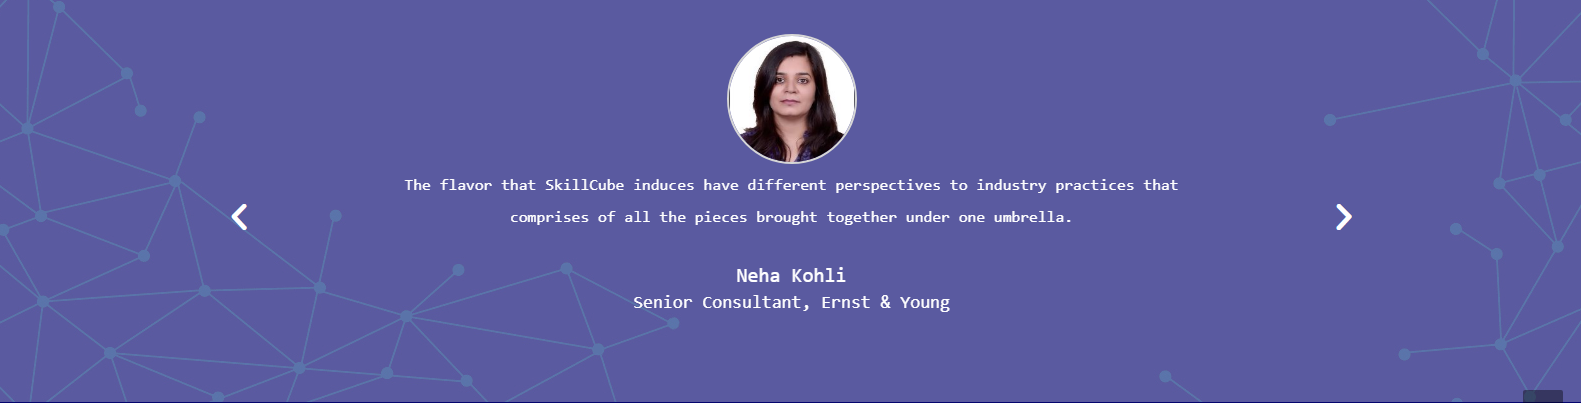 The flavor that SkillCube induces have different perspectives to industry practices that
comprises of all the pieces brought together under one umbrella.
Neha Kohli
Senior Consultant, Ernst & Young